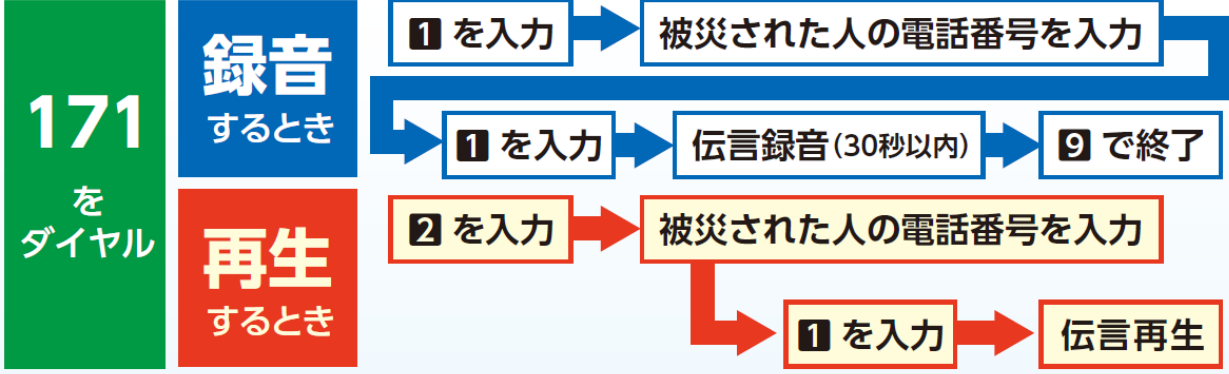 171
を
ダイヤル
録音
するとき
1 を入力
被災された人の電話番号を入力
1 を入力
伝言録音(30秒以内)
9 で終了
再生
するとき
2 を入力
被災された人の電話番号を入力
1 を入力
伝言再生